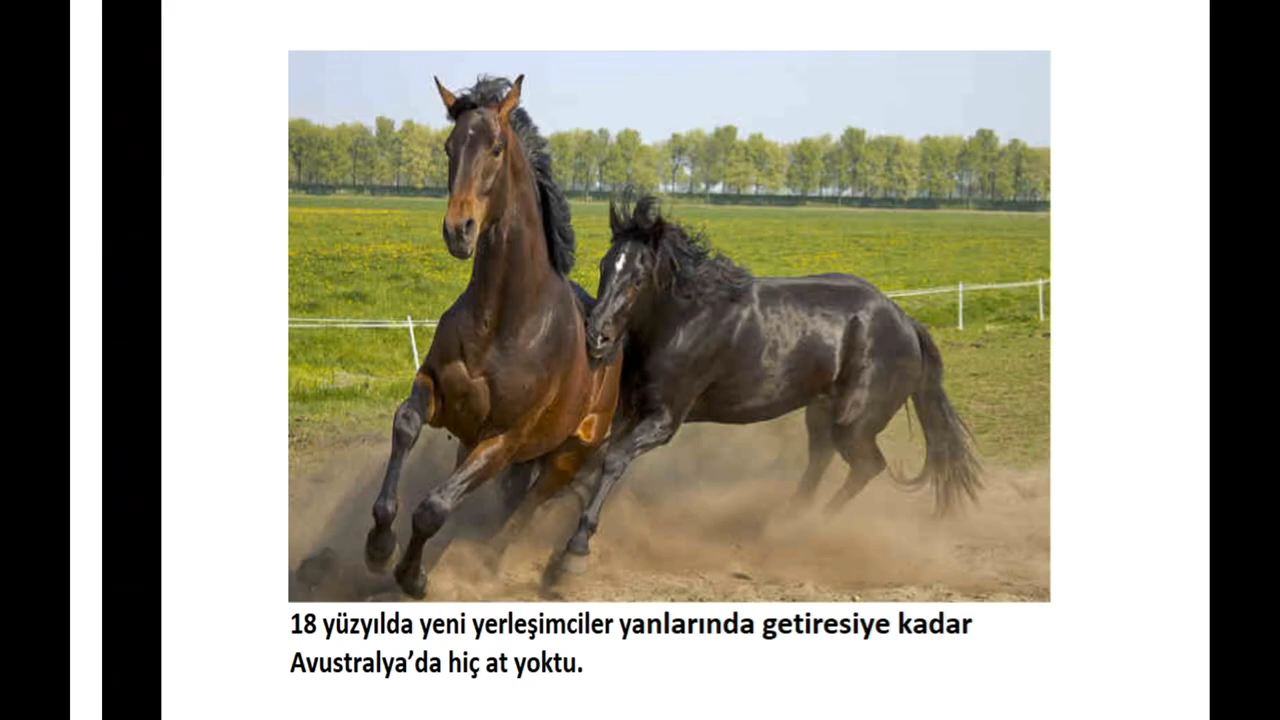 18 yüzyılda yeni yerleşimciler yanlarında getiresiye kadar
Avustralya’da hiç at yoktu.